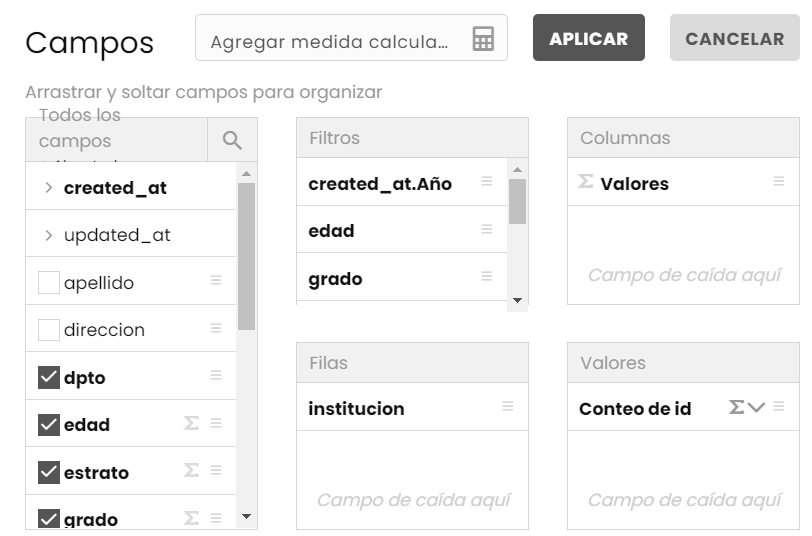 Campos
Agregar medida calcula...
APLICAR
CANCELAR
Arrastrar y soltar campos para organizar
Todos los
campos
created_at
updated_at
apellido
direccion
dpto
edad
estrato
grado
Filtros
created_at.Año
edad
grado
Columnas
Valores
Campo de caída aquí
Filas
institucion
Campo de caída aquí
Valores
Conteo de id
Campo de caída aquí